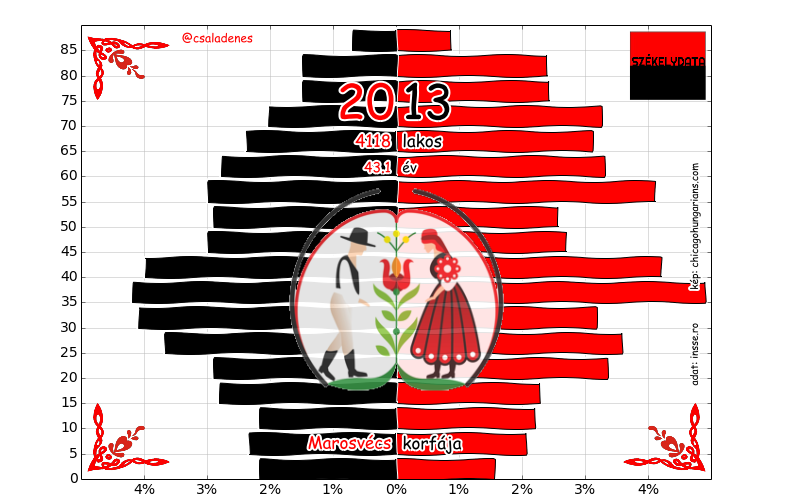 @csaladenes
SZÉKELYDATA
2013
4118 lakos
43.1 év
kép: chicagohungarians.com
adat: insse.ro
Marosvécs korfája
85
80
75
70
65
60
55
50
45
40
35
30
25
20
15
10
5
0
4% 3% 2% 1% 0% 1% 2% 3% 4%